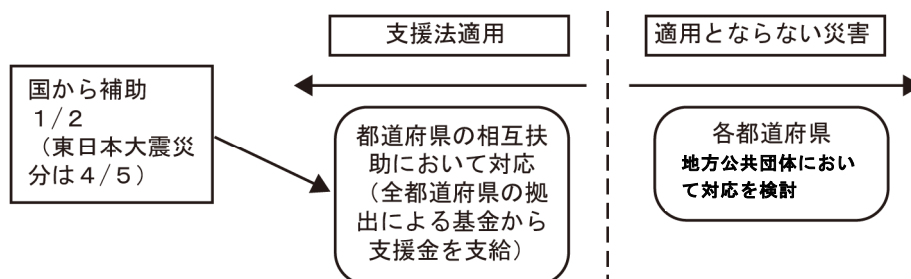 支援法適用
適用とならない災害
国から補助
１/２
（東日本大震災
分は４/５）
都道府県の相互扶
助において対応
（全都道府県の拠
出による基金から
支援金を支給）
各都道府県
地方公共団体におい
て対応を検討